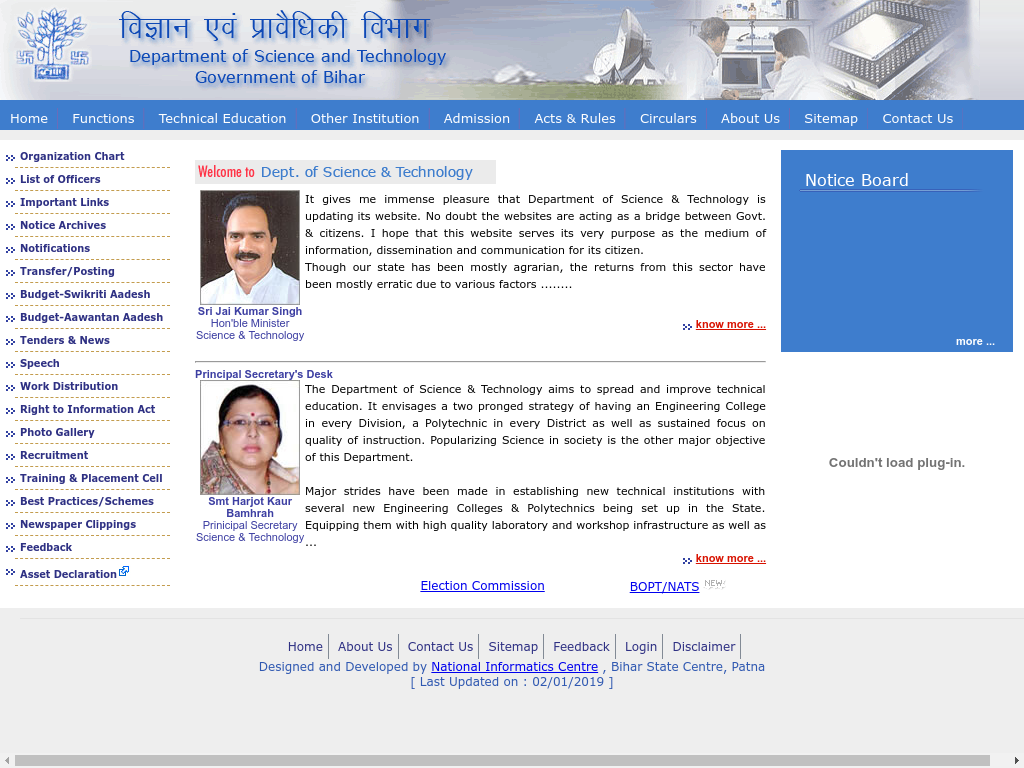 विज्ञान एवं प्रावैधिकी विभाग
Department of Science and Technology
Government of Bihar
Home Functions Technical Education Other Institution Admission Acts & Rules Circulars About Us Sitemap Contact Us
Organization Chart
List of Officers
Important Links
Notice Archives
Notifications
Transfer/Posting
Budget-Swikriti Aadesh
Budget-Aawantan Aadesh
Tenders & News
Speech
Work Distribution
Right to Information Act
Photo Gallery
Recruitment
Training & Placement Cell
Best Practices/Schemes
Newspaper Clippings
Feedback
Asset Declaration
Welcome to Dept. of Science & Technology
It gives me immense pleasure that Department of Science & Technology is
updating its website. No doubt the websites are acting as a bridge between Govt.
& citizens. I hope that this website serves its very purpose as the medium of
information, dissemination and communication for its citizen.
Though our state has been mostly agrarian, the returns from this sector have
been mostly erratic due to various factors ........
Sri Jai Kumar Singh
Hon'ble Minister
Science & Technology
know more ...
Principal Secretary's Desk
The Department of Science & Technology aims to spread and improve technical
education. It envisages a two pronged strategy of having an Engineering College
in every Division, a Polytechnic in every District as well as sustained focus on
quality of instruction. Popularizing Science in society is the other major objective
of this Department.
Major strides have been made in establishing new technical institutions with
several new Engineering Colleges & Polytechnics being set up in the State.
Equipping them with high quality laboratory and workshop infrastructure as well as
...
Smt Harjot Kaur
Bamhrah
Prinicipal Secretary
Science & Technology
know more ...
Election Commission BOPT/NATS NEW!
Notice Board
more ...
Couldn't load plug-in.
Home About Us Contact Us Sitemap Feedback Login Disclaimer
Designed and Developed by National Informatics Centre , Bihar State Centre, Patna
[ Last Updated on : 02/01/2019 ]